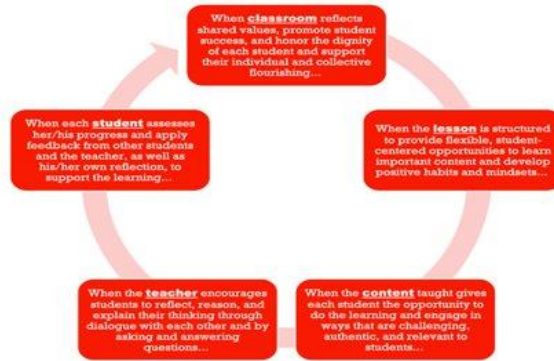 When classroom reflects
shared values, promote student
success, and honor the dignity
of each student and support
their individual and collective
flourishing...
When the lesson is structured
to provide flexible, student-
centered opportunities to learn
important content and develop
positive habits and mindsets...
When the content taught gives
each student the opportunity to
do the learning and engage in
ways that are challenging,
authentic, and relevant to
students...
When the teacher encourages
students to reflect, reason, and
explain their thinking through
dialogue with each other and by
asking and answering
questions...
When each student assesses
her/his progress and apply
feedback from other students
and the teacher, as well as
his/her own reflection, to
support the learning...